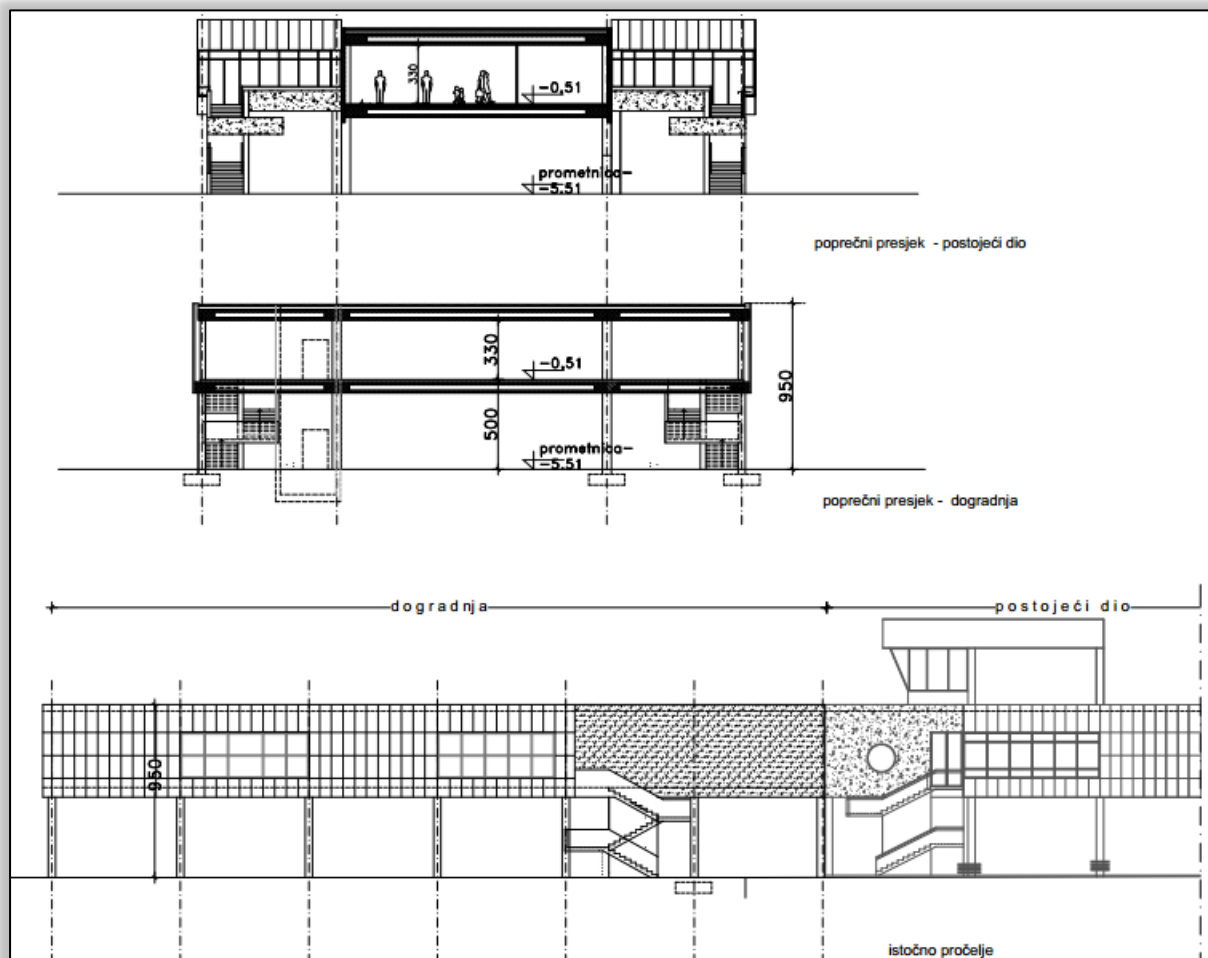 330
-0,51
prometnica-
-5.51
poprečni presjek - postojeći dio
330
-0,51
950
500
prometnica-
-5.51
poprečni presjek - dogradnja
dogradnja
postojeći dio
950
istočno pročelje